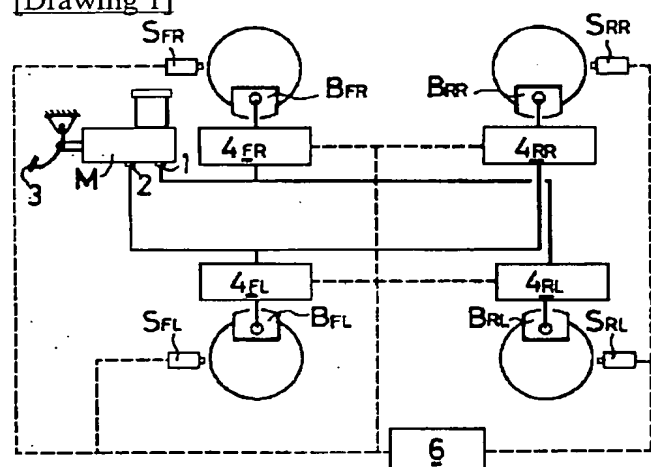 [Drawing 1]
SFR
SRR
BFR
BRR
4FR
4RR
3
M
2
1
4FL
4RL
SFL
BFL
BRL
SRL
6